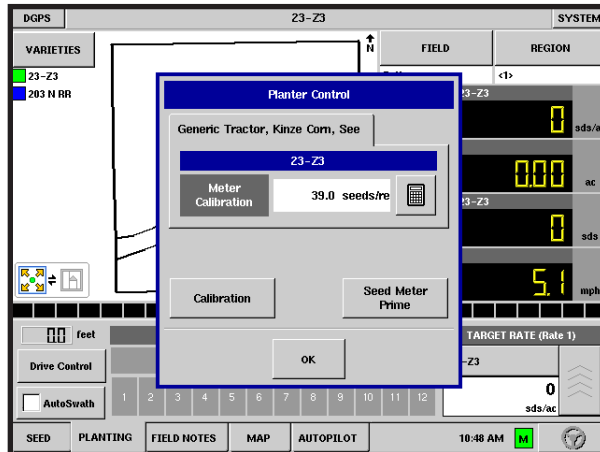 DGPS 23-Z3 SYSTEM
VARIETIES N FIELD REGION
23-Z3
203 N RR
<1>
Planter Control
Generic Tractor, Kinze Corn, See
23-Z3
Meter
Calibration
39.0 seeds/re
Calibration
Seed Meter
Prime
OK
23-Z3
0 sds/a
0.00 ac
23-Z3
0 sds
5.1 mph
0.0 feet
TARGET RATE (Rate 1)
Drive Control
-Z3
AutoSwath
1 2 3 4 5 6 7 8 9 10 11 12
0
sds/ac
SEED PLANTING FIELD NOTES MAP AUTOPILOT 10:48 AM M